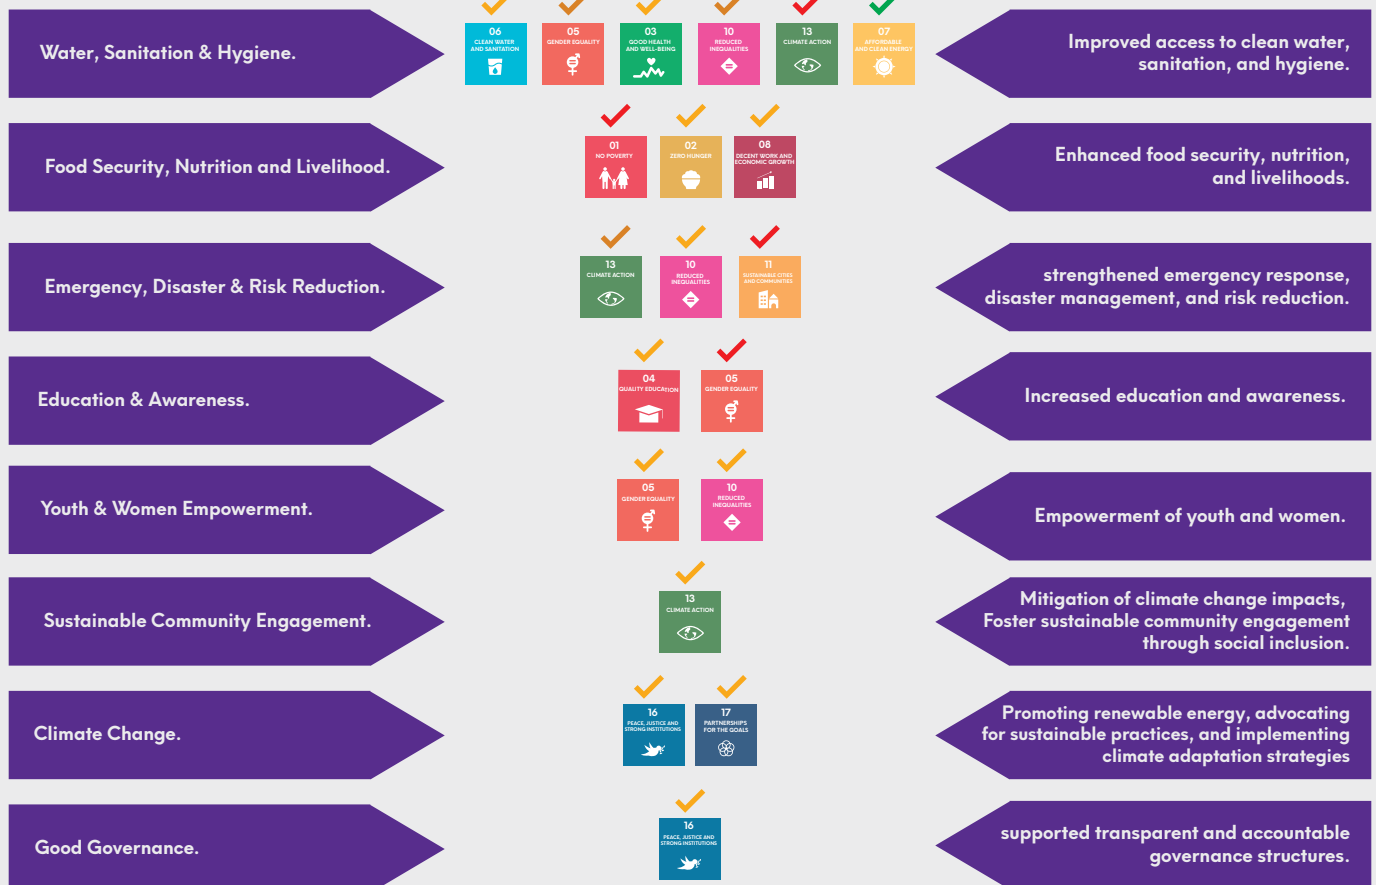 Water, Sanitation & Hygiene.
06
CLEAN WATER
AND SANITATION
05
GENDER EQUALITY
03
GOOD HEALTH
AND WELL-BEING
10
REDUCED
INEQUALITIES
13
CLIMATE ACTION
07
AFFORDABLE
AND CLEAN ENERGY
Improved access to clean water,
sanitation, and hygiene.
Food Security, Nutrition and Livelihood.
01
NO POVERTY
02
ZERO HUNGER
08
DECENT WORK AND
ECONOMIC GROWTH
Enhanced food security, nutrition,
and livelihoods.
Emergency, Disaster & Risk Reduction.
13
CLIMATE ACTION
10
REDUCED
INEQUALITIES
11
SUSTAINABLE CITIES
AND COMMUNITIES
strengthened emergency response,
disaster management, and risk reduction.
Education & Awareness.
04
QUALITY EDUCATION
05
GENDER EQUALITY
Increased education and awareness.
Youth & Women Empowerment.
05
GENDER EQUALITY
10
REDUCED
INEQUALITIES
Empowerment of youth and women.
Sustainable Community Engagement.
13
CLIMATE ACTION
Mitigation of climate change impacts,
Foster sustainable community engagement
through social inclusion.
Climate Change.
16
PEACE, JUSTICE AND
STRONG INSTITUTIONS
17
PARTNERSHIPS
FOR THE GOALS
Promoting renewable energy, advocating
for sustainable practices, and implementing
climate adaptation strategies
Good Governance.
16
PEACE, JUSTICE AND
STRONG INSTITUTIONS
supported transparent and accountable
governance structures.